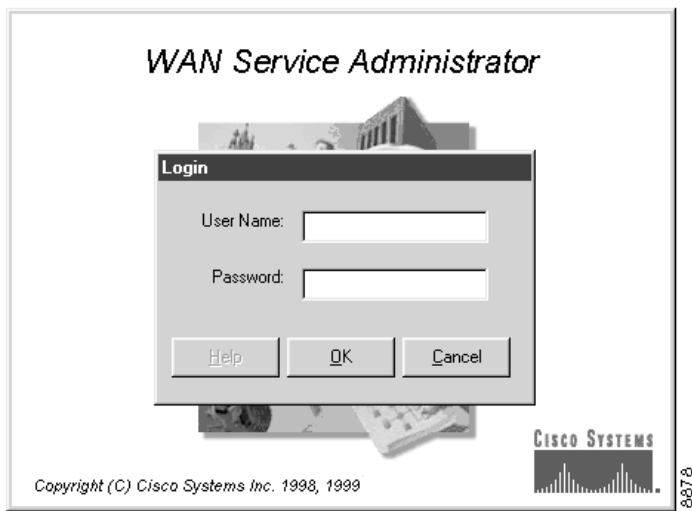 WAN Service Administrator
Login
User Name:
Password:
Help
OK
Cancel
CISCO SYSTEMS
Copyright (C) Cisco Systems Inc. 1998, 1999
8878